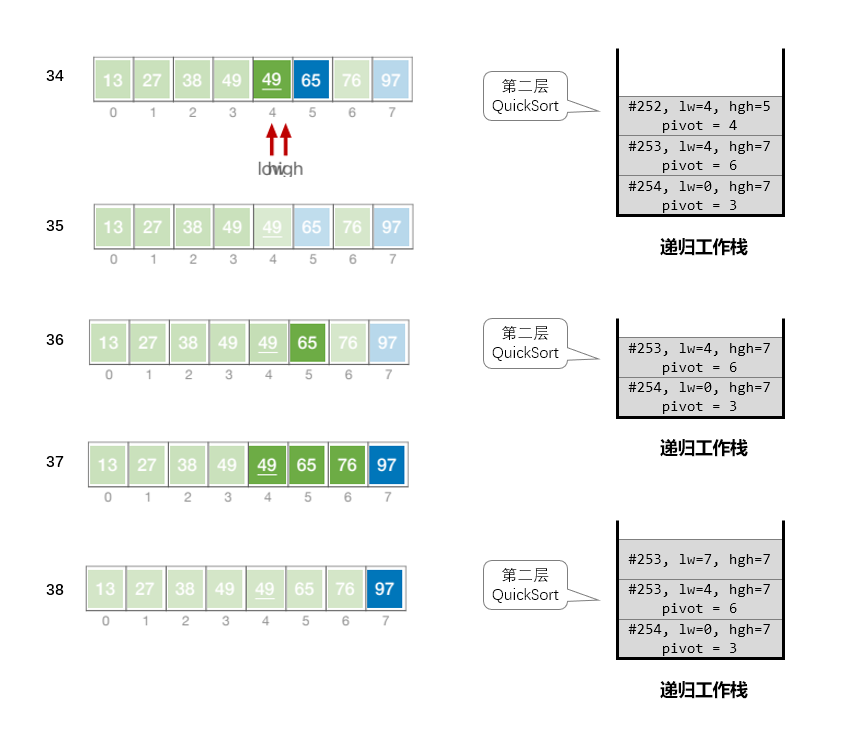 34
13 27 38 49 49 65 76 97
0 1 2 3 4 5 6 7
low high
第二层
QuickSort
#252, lw=4, hgh=5
pivot = 4
#253, lw=4, hgh=7
pivot = 6
#254, lw=0, hgh=7
pivot = 3
递归工作栈
35
13 27 38 49 49 65 76 97
0 1 2 3 4 5 6 7
36
13 27 38 49 49 65 76 97
0 1 2 3 4 5 6 7
第二层
QuickSort
#253, lw=4, hgh=7
pivot = 6
#254, lw=0, hgh=7
pivot = 3
递归工作栈
37
13 27 38 49 49 65 76 97
0 1 2 3 4 5 6 7
38
13 27 38 49 49 65 76 97
0 1 2 3 4 5 6 7
第二层
QuickSort
#253, lw=7, hgh=7
#253, lw=4, hgh=7
pivot = 6
#254, lw=0, hgh=7
pivot = 3
递归工作栈